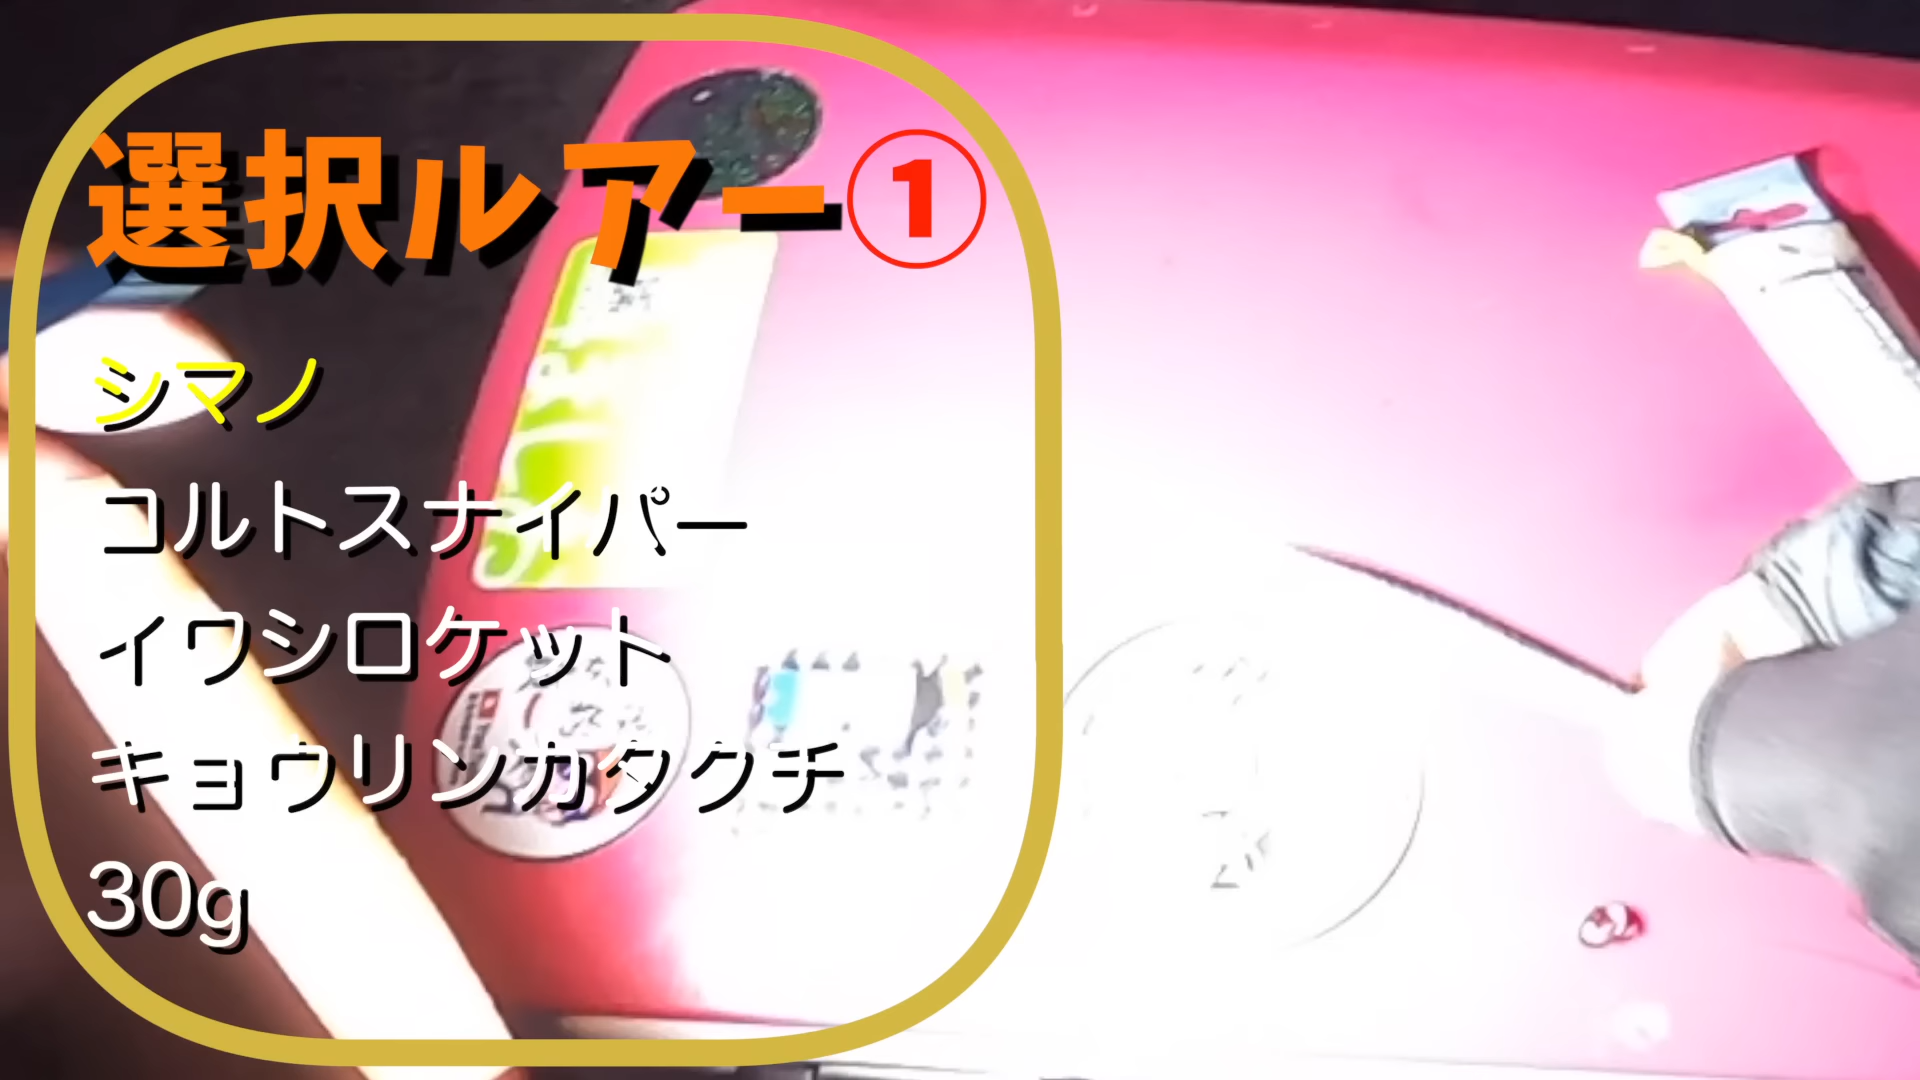 選択ルアー①
シマノ
コルトスナイパー
イワシロケット
キョウリンカタクチ
30g